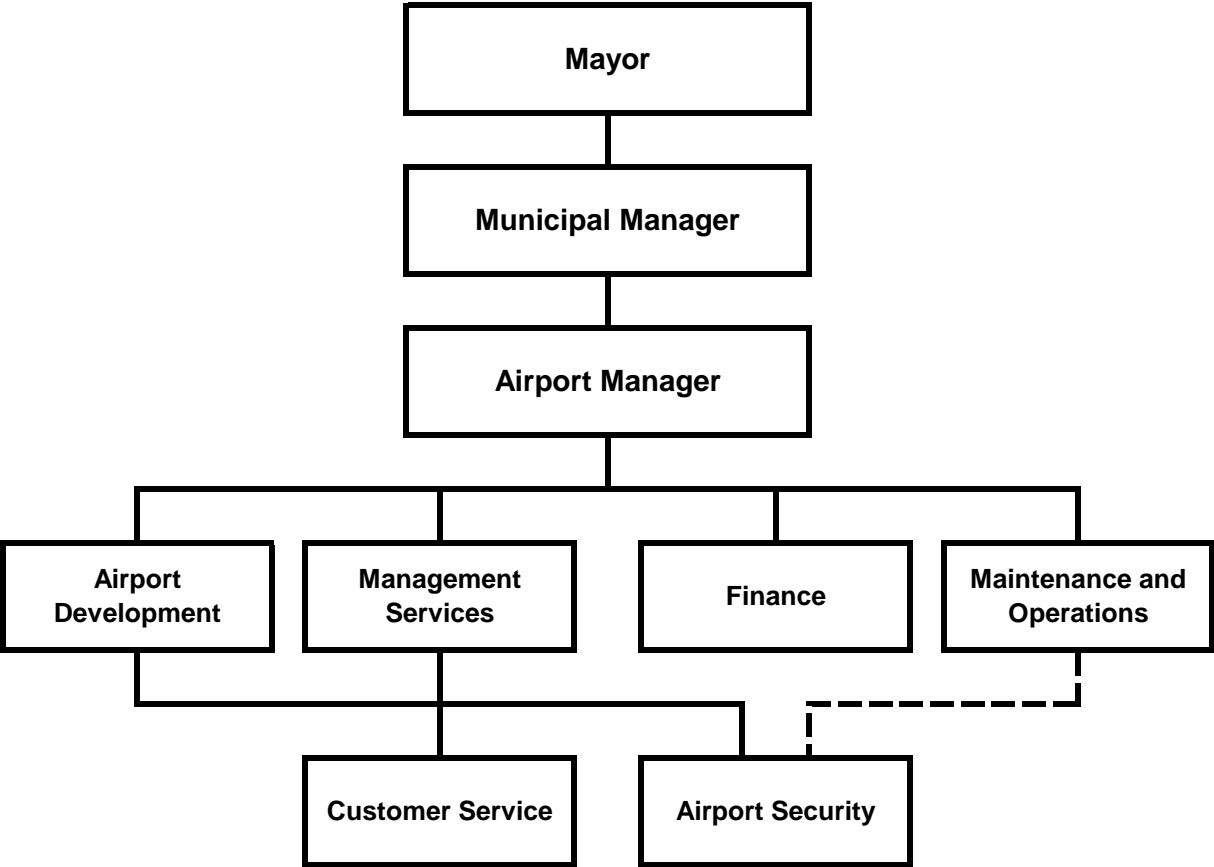 Mayor
Municipal Manager
Airport Manager
Airport
Development
Management
Services
Finance
Maintenance and
Operations
Customer Service
Airport Security